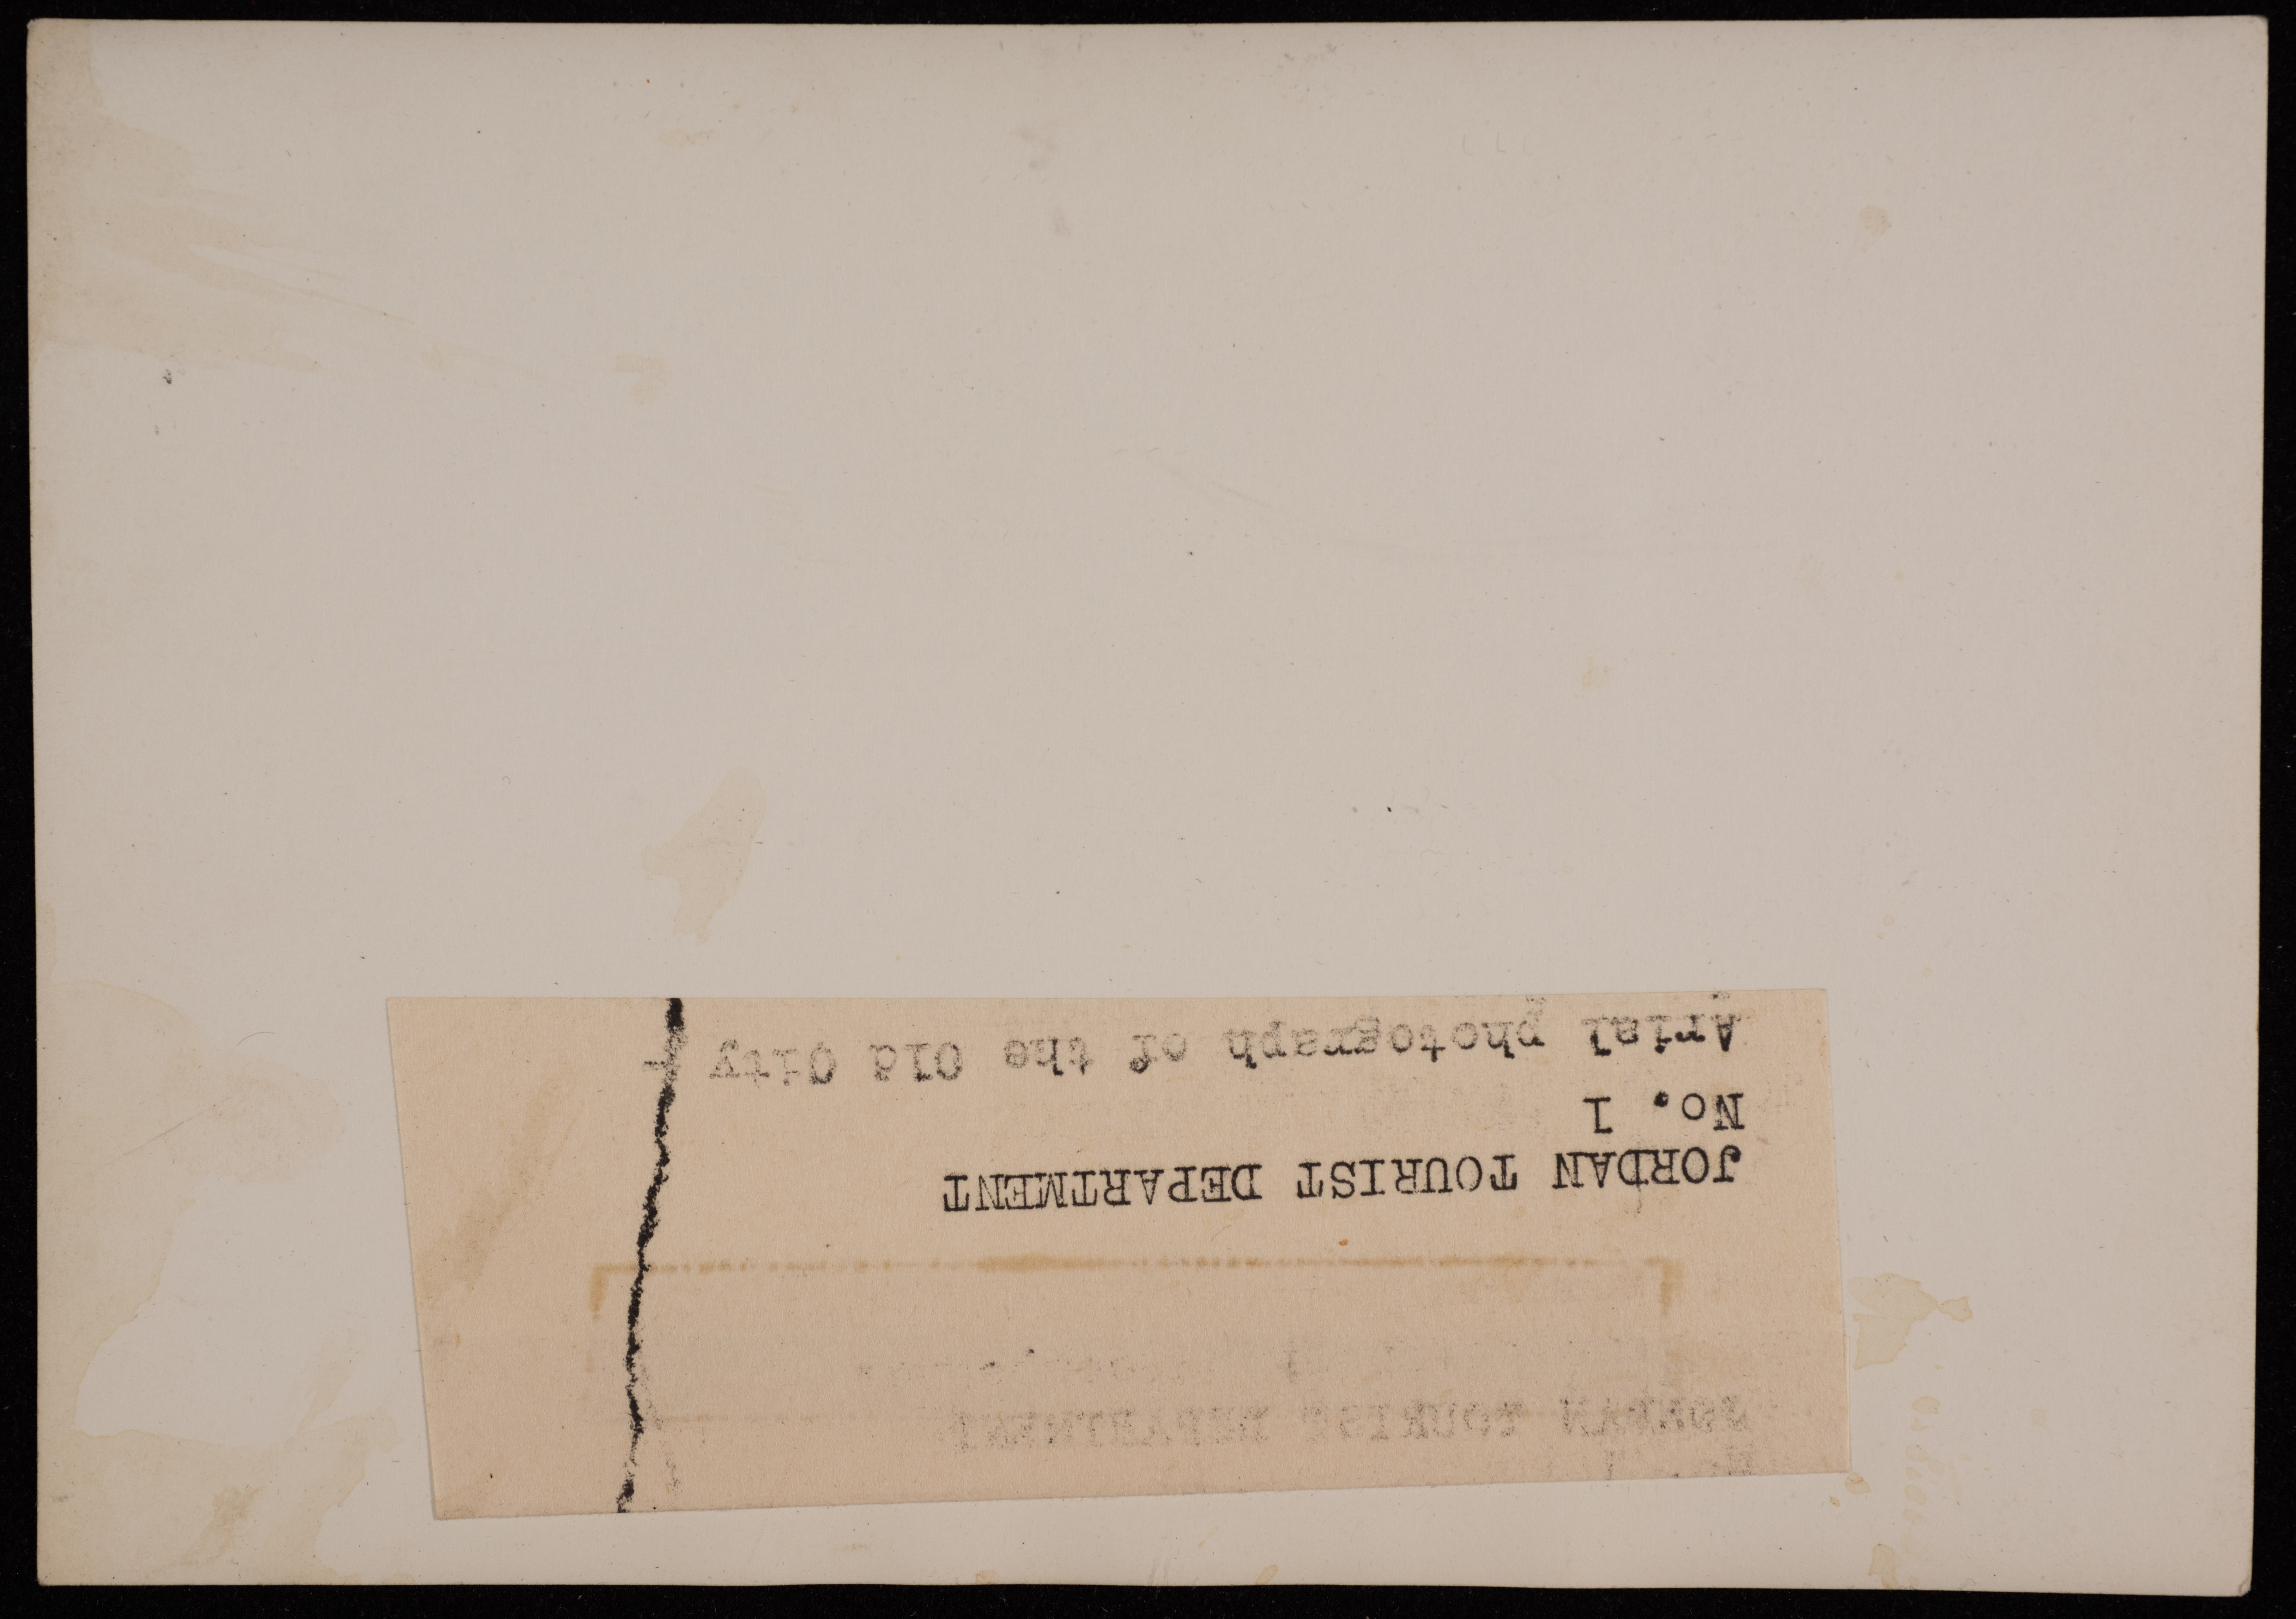 JORDAN TOURIST DEPARTMENT
No. 1
Arial photograph of the Old City